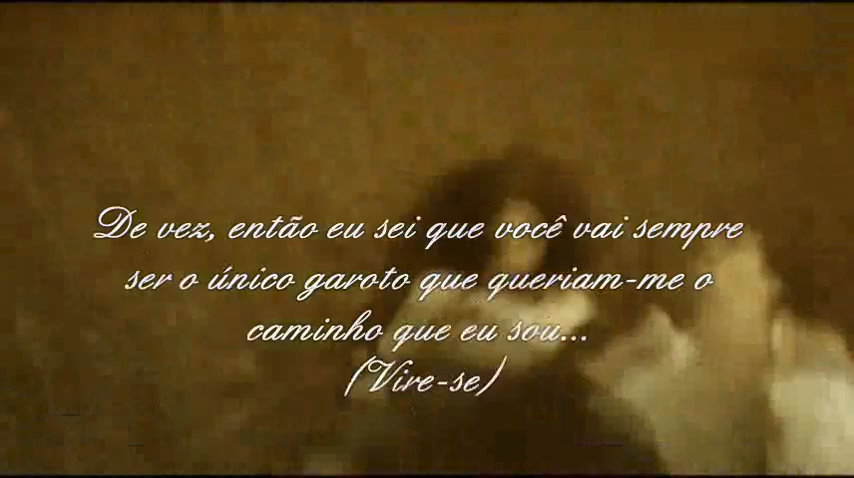 De vez, então eu sei que você vai sempre
ser o único garoto que queriam-me o
caminho que eu sou...
(Vire-se)